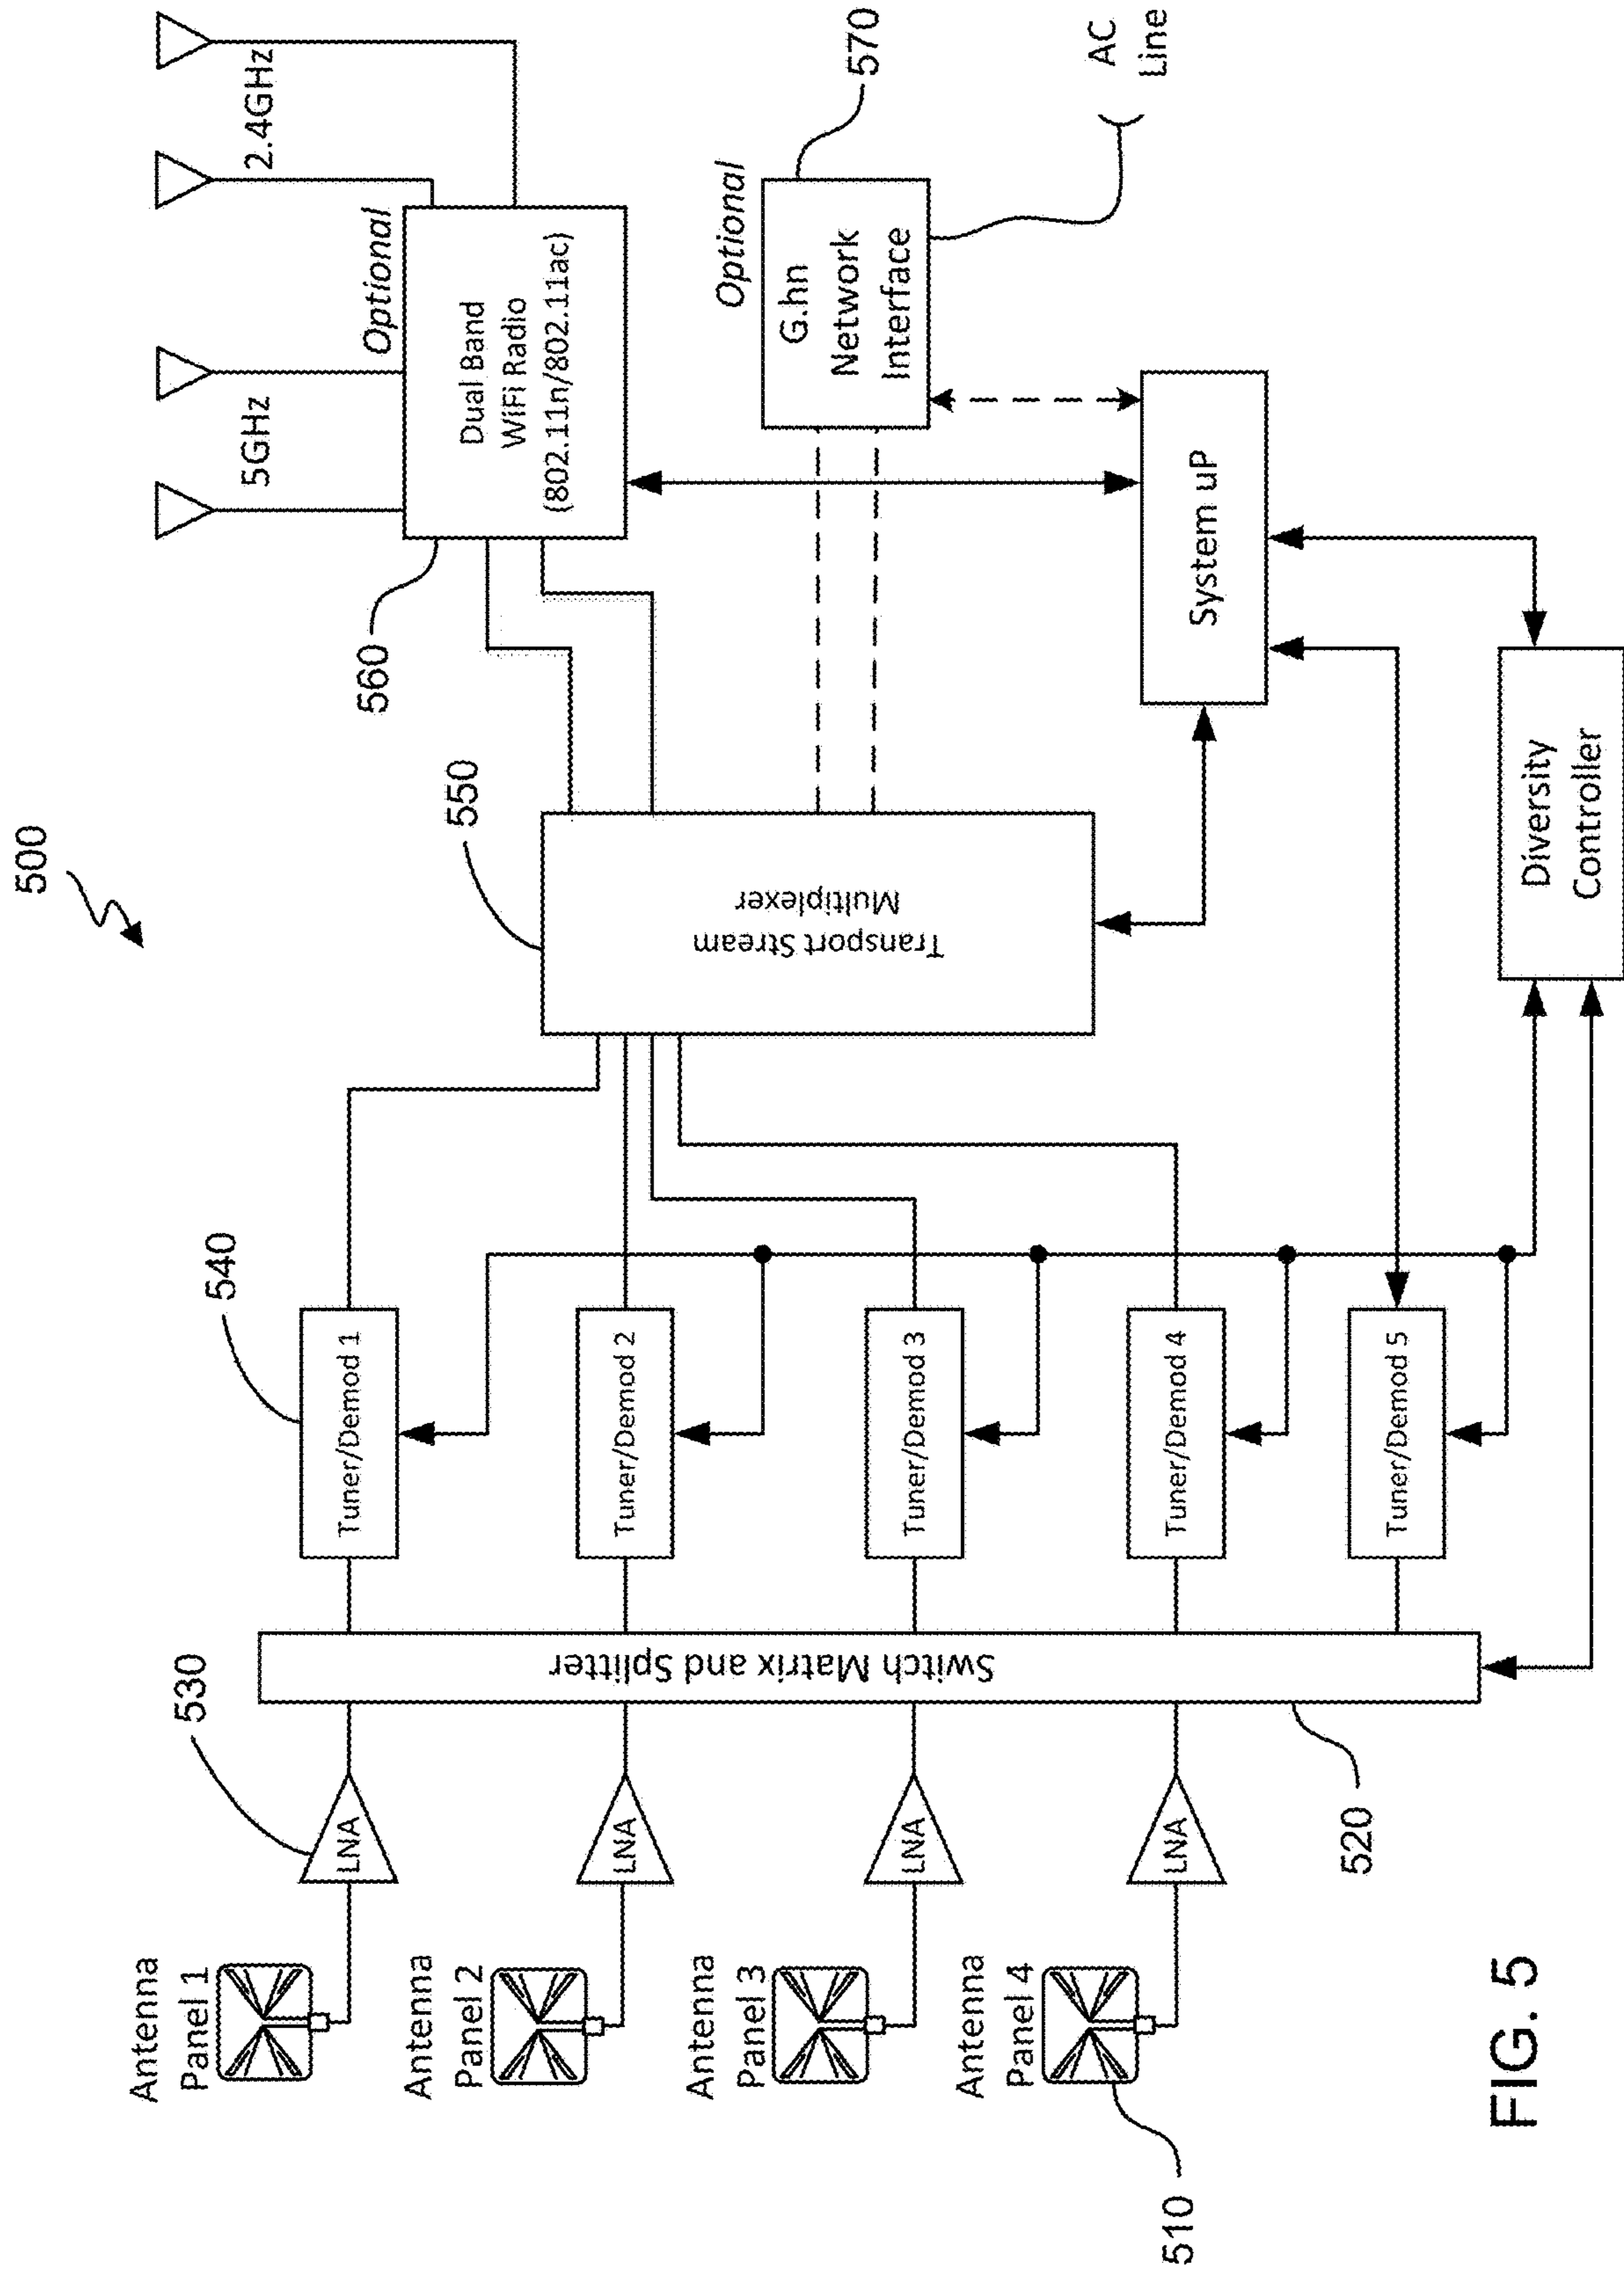 500
Antenna
Panel 1
Antenna
Panel 2
Antenna
Panel 3
Antenna
Panel 4
510
LNA
LNA
LNA
LNA
530
Switch Matrix and Splitter
520
540
Tuner/Demod 1
Tuner/Demod 2
Tuner/Demod 3
Tuner/Demod 4
Tuner/Demod 5
550
Transport Stream
Multiplexer
560
5GHz
2.4GHz
Optional
Dual Band
WiFi Radio
(802.11n/802.11ac)
Optional
G.hn
Network
Interface
570
AC
Line
System uP
Diversity
Controller
FIG. 5